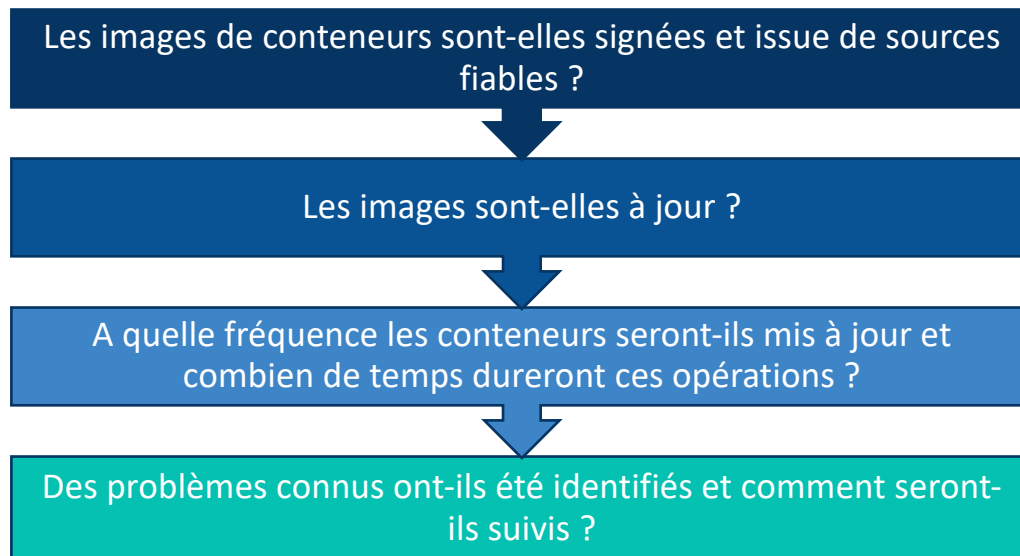 Les images de conteneurs sont-elles signées et issue de sources
fiables ?
Les images sont-elles à jour ?
A quelle fréquence les conteneurs seront-ils mis à jour et
combien de temps dureront ces opérations ?
Des problèmes connus ont-ils été identifiés et comment seront-
ils suivis ?